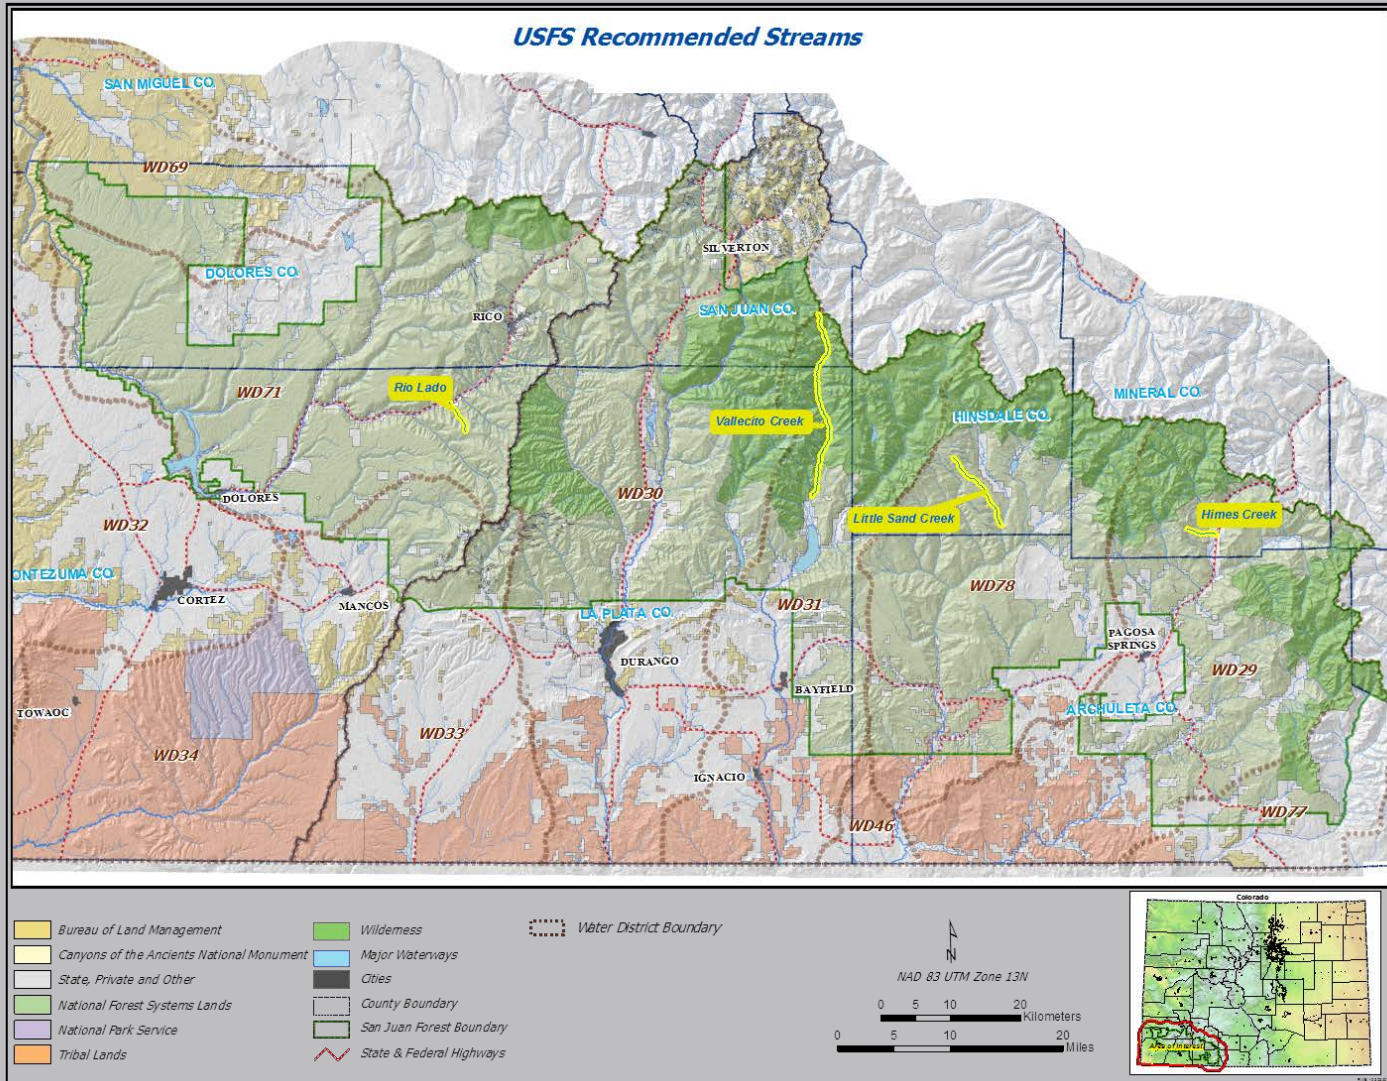 USFS Recommended Streams
SAN MIGUEL CO.
WD69
DOLORES CO.
SILVERTON
SAN JUAN CO.
RICO
WD71
Rio Lado
Vallecito Creek
HINSDALE CO.
MINERAL CO.
DOLORES
WD30
WD32
Little Sand Creek
Himes Creek
ONTEZUMA CO.
CORTEZ
MANCOS
LA PLATA CO.
WD31
WD78
PAGOSA
SPRINGS
DURANGO
WD29
BAYFIELD
TOWAOC
ARCHULETA CO.
WD33
WD34
IGNACIO
WD46
WD77
Bureau of Land Management
Canyons of the Ancients National Monument
State, Private and Other
National Forest Systems Lands
National Park Service
Tribal Lands
Wilderness
Major Waterways
Cities
County Boundary
San Juan Forest Boundary
State & Federal Highways
Water District Boundary
N
NAD 83 UTM Zone 13N
0 5 10 20
Kilometers
0 5 10 20
Miles
Colorado
Area of Interest